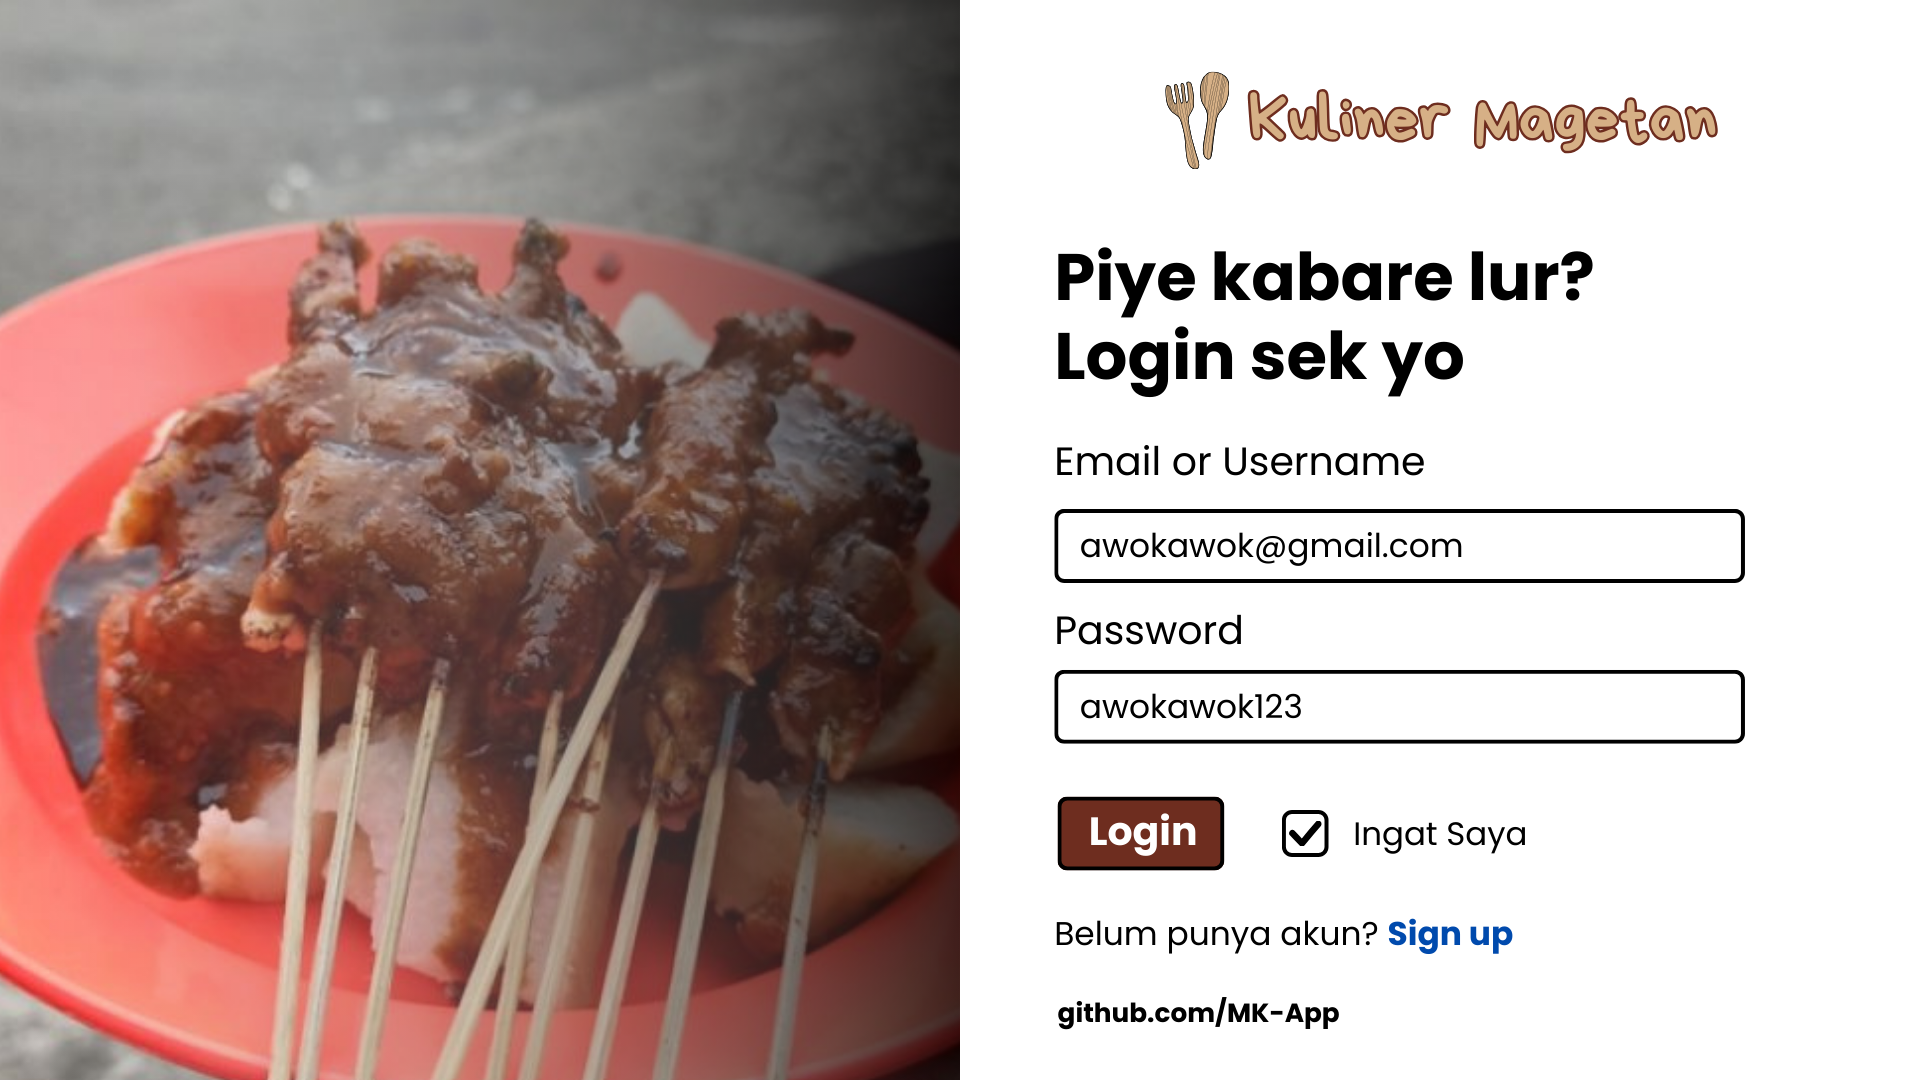 Kuliner Magetan
Piye kabare lur?
Login sek yo
Email or Username
awokawok@gmail.com
Password
awokawok123
Login
Ingat Saya
Belum punya akun? Sign up
github.com/MK-App